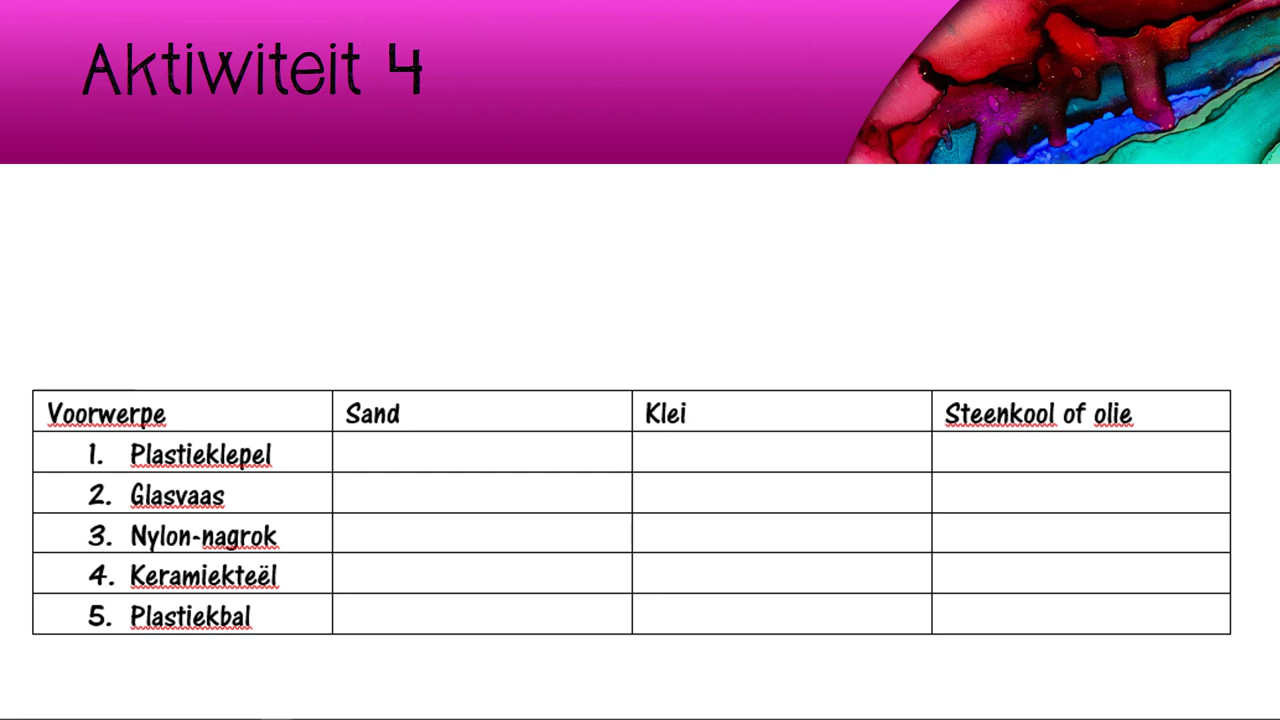 Aktiwiteit 4
Voorwerpe Sand Klei Steenkool of olie
1. Plastieklepel
2. Glasvaas
3. Nylon-nagrok
4. Keramiekteël
5. Plastiekbal